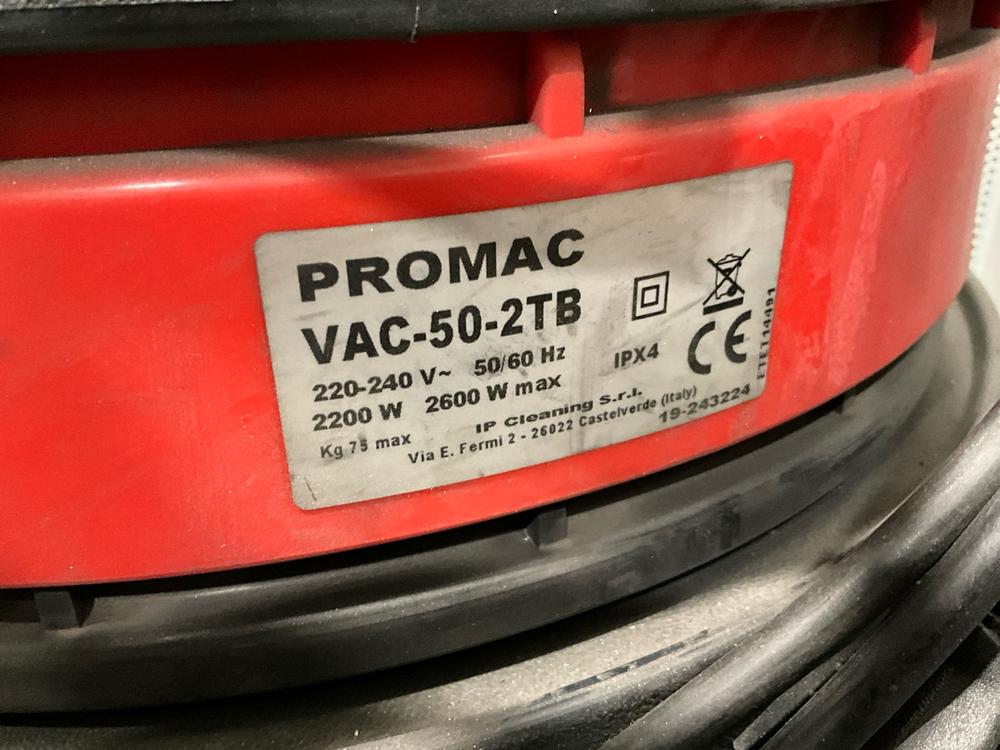 PROMAC
VAC-50-2TB
220-240 V~ 50/60 Hz
IPX4
CE
2200 W 2600 W max
Kg 75 max
IP Cleaning S.r.l.
Via E. Fermi 2 - 26022 Castelverde (Italy)
19-243224
ETET14491